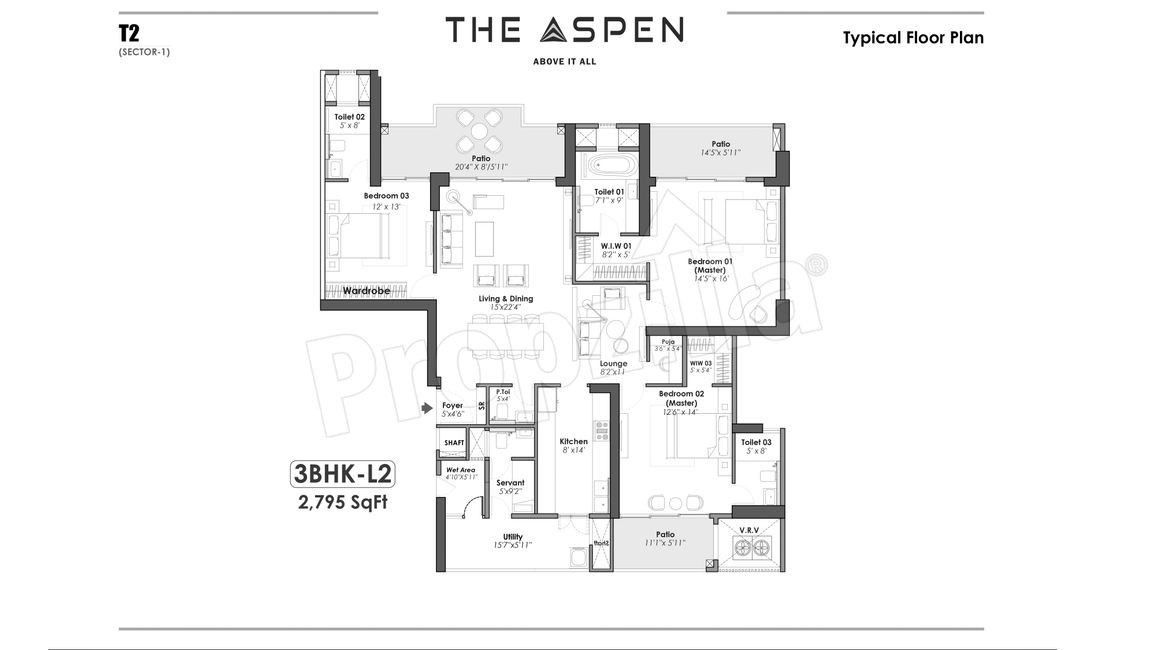 T2
(SECTOR-1)
THE ASPEN
ABOVE IT ALL
Typical Floor Plan
Toilet 02
5' x 8'
Patio
20'4" X 8'/5'11"
Patio
14'5"x 5'11"
Bedroom 03
12' x 13'
Toilet 01
7'1" x 9'
W.I.W 01
8'2" x 5'
Bedroom 01
(Master)
14'5"x 16'
Wardrobe
Living & Dining
15'x22'4"
Lounge
8'2"x11
Puja
3'6" x 5'4"
WIW 03
5' x 5'4"
Foyer
5'x4'6"
SR
P.Toi
5'x4'
Bedroom 02
(Master)
12'6" x 14'
SHAFT
Kitchen
8' x14'
Toilet 03
5' x 8'
Wet Area
4'10"X5'11"
Servant
5'x9'2"
3BHK-L2
2,795 SqFt
Utility
15'7"x5'11"
Shaft
Patio
11'1"x 5'11"
V.R.V
Propzilla®